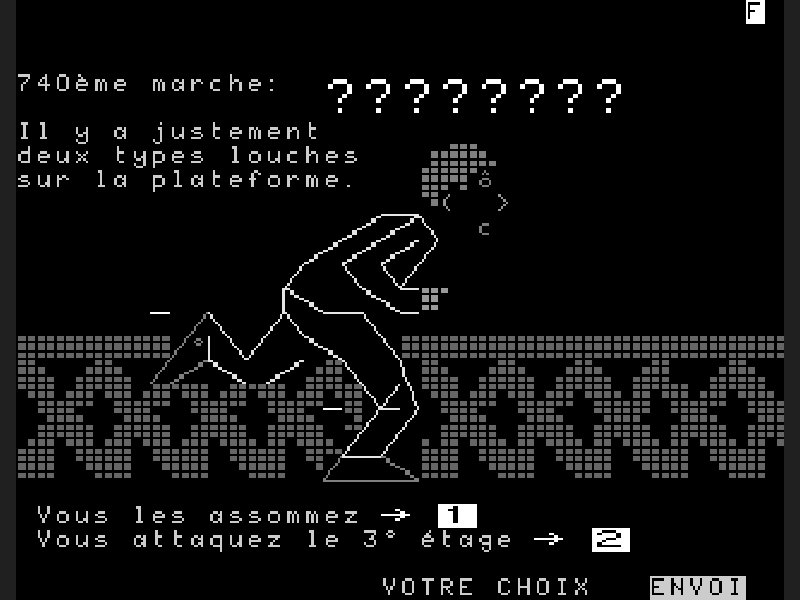 F
740ème marche: ????????
Il y a justement
deux types louches
sur la plateforme.
Vous les assommez → 1
Vous attaquez le 3° étage → 2
VOTRE CHOIX ENVOI